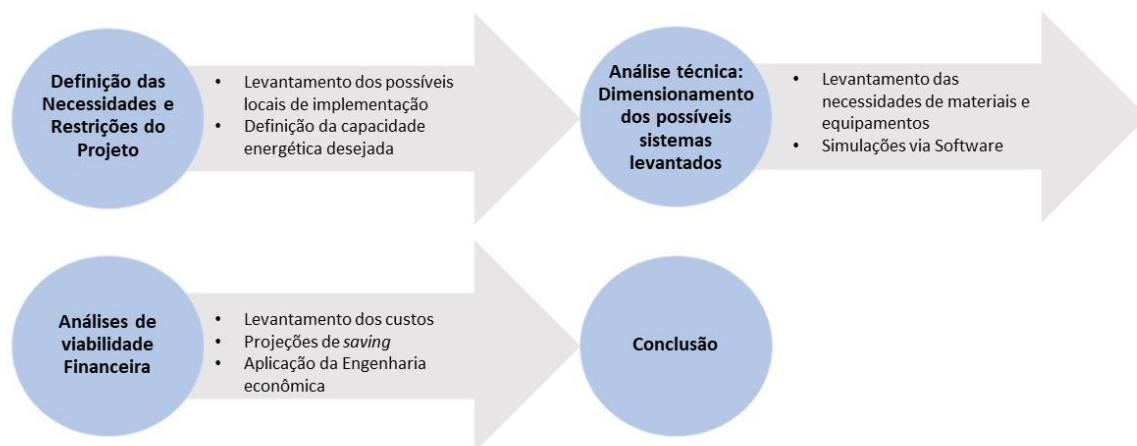 Definição das
Necessidades e
Restrições do
Projeto
• Levantamento dos possíveis
locais de implementação
• Definição da capacidade
energética desejada
Análise técnica:
Dimensionamento
dos possíveis
sistemas
levantados
• Levantamento das
necessidades de materiais e
equipamentos
• Simulações via Software
Análises de
viabilidade
Financeira
• Levantamento dos custos
• Projeções de saving
• Aplicação da Engenharia
econômica
Conclusão